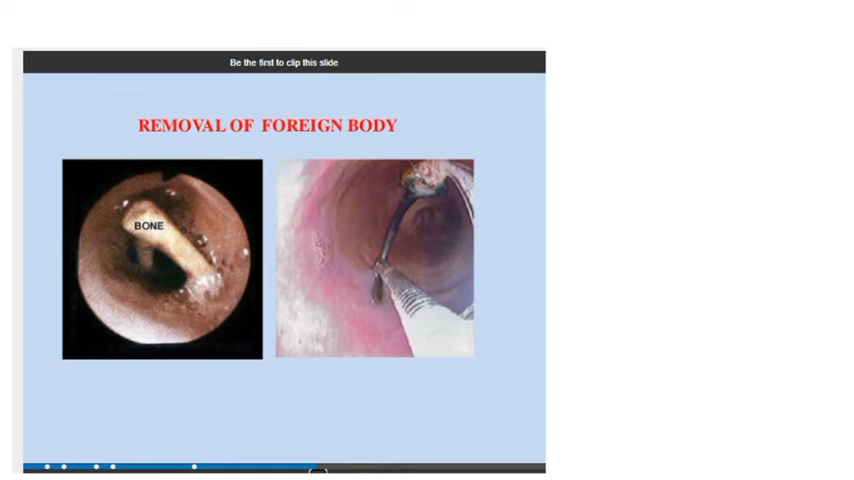 Be the first to clip this slide
REMOVAL OF FOREIGN BODY
BONE